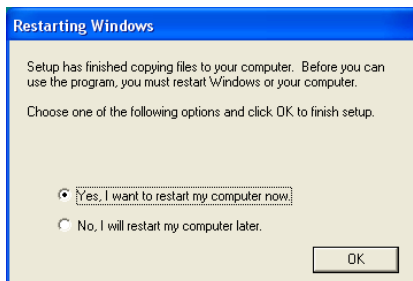 Restarting Windows
Setup has finished copying files to your computer. Before you can
use the program, you must restart Windows or your computer.
Choose one of the following options and click OK to finish setup.
Yes, I want to restart my computer now.
No, I will restart my computer later.
OK